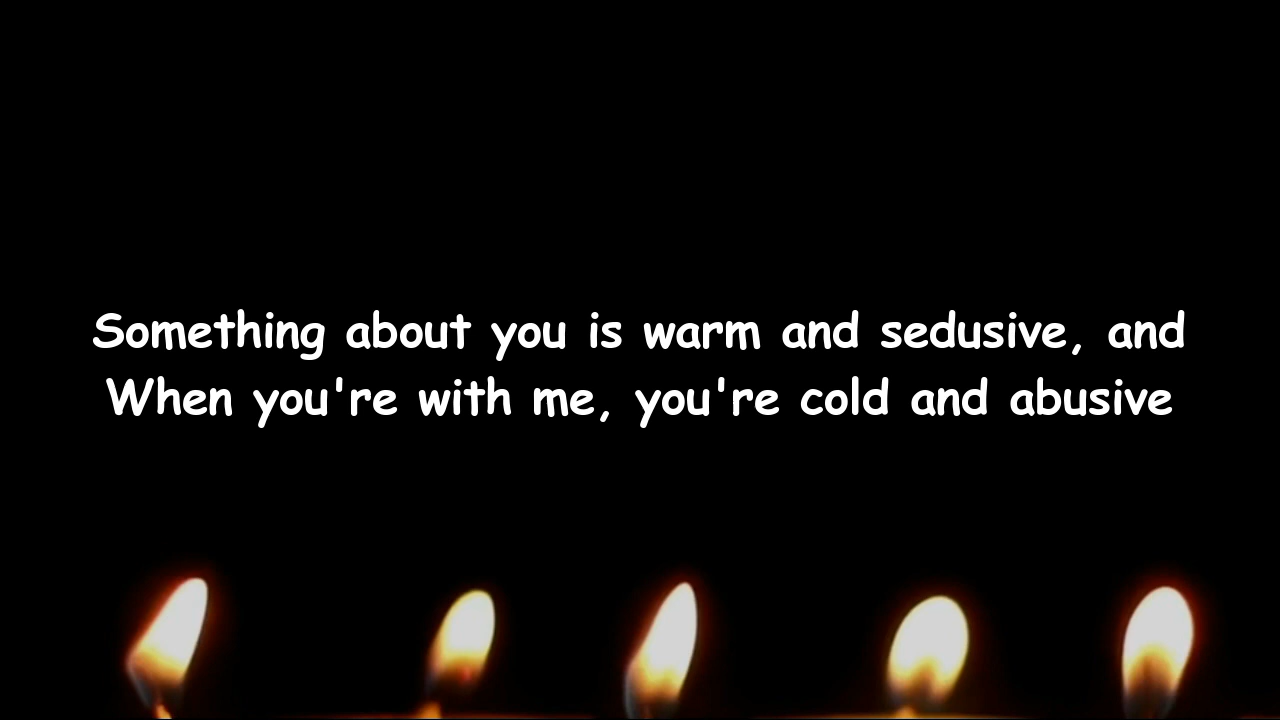 Something about you is warm and sedusive, and
When you're with me, you're cold and abusive